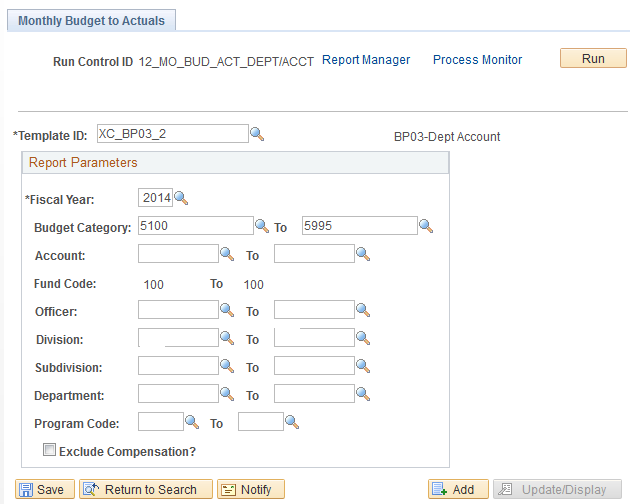 Monthly Budget to Actuals
Run Control ID 12_MO_BUD_ACT_DEPT/ACCT Report Manager Process Monitor Run
*Template ID: XC_BP03_2 BP03-Dept Account
Report Parameters
*Fiscal Year: 2014
Budget Category: 5100 To 5995
Account: To
Fund Code: 100 To 100
Officer: To
Division: To
Subdivision: To
Department: To
Program Code: To
Exclude Compensation?
Save Return to Search Notify Add Update/Display